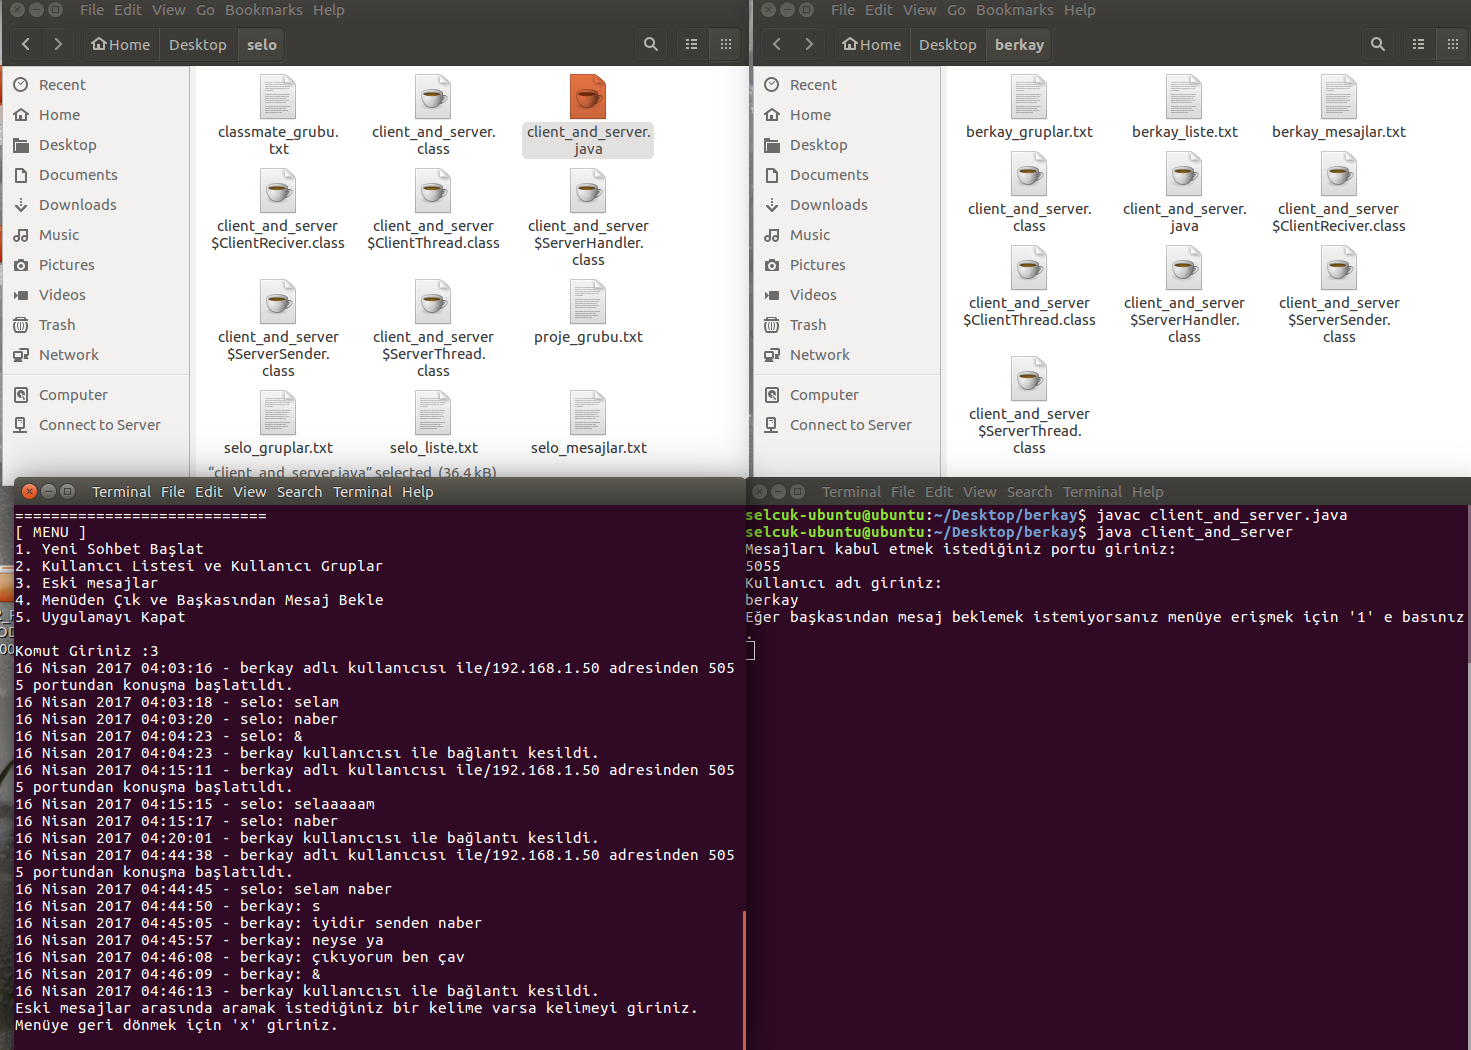 File Edit View Go Bookmarks Help
Home Desktop selo
Recent
Home
Desktop
Documents
Downloads
Music
Pictures
Videos
Trash
Network
Computer
Connect to Server
classmate_grubu.
txt
client_and_server.
class
client_and_server.
java
client_and_server
$ClientReciver.class
client_and_server
$ClientThread.class
client_and_server
$ServerHandler.
class
client_and_server
$ServerSender.
class
client_and_server
$ServerThread.
class
proje_grubu.txt
selo_gruplar.txt
selo_liste.txt
selo_mesajlar.txt
“client_and_server.java” selected (36,4 kB)
File Edit View Go Bookmarks Help
Home Desktop berkay
Recent
Home
Desktop
Documents
Downloads
Music
Pictures
Videos
Trash
Network
Computer
Connect to Server
berkay_gruplar.txt
berkay_liste.txt
berkay_mesajlar.txt
client_and_server.
class
client_and_server.
java
client_and_server
$ClientReciver.class
client_and_server
$ClientThread.class
client_and_server
$ServerHandler.
class
client_and_server
$ServerSender.
class
client_and_server
$ServerThread.
class
Terminal File Edit View Search Terminal Help
============================
[ MENU ]
1. Yeni Sohbet Başlat
2. Kullanıcı Listesi ve Kullanıcı Gruplar
3. Eski mesajlar
4. Menüden Çık ve Başkasından Mesaj Bekle
5. Uygulamayı Kapat
Komut Giriniz :3
16 Nisan 2017 04:03:16 - berkay adlı kullanıcısı ile/192.168.1.50 adresinden 505
5 portundan konuşma başlatıldı.
16 Nisan 2017 04:03:18 - selo: selam
16 Nisan 2017 04:03:20 - selo: naber
16 Nisan 2017 04:04:23 - selo: &
16 Nisan 2017 04:04:23 - berkay kullanıcısı ile bağlantı kesildi.
16 Nisan 2017 04:15:11 - berkay adlı kullanıcısı ile/192.168.1.50 adresinden 505
5 portundan konuşma başlatıldı.
16 Nisan 2017 04:15:15 - selo: selaaaaam
16 Nisan 2017 04:15:17 - selo: naber
16 Nisan 2017 04:20:01 - berkay kullanıcısı ile bağlantı kesildi.
16 Nisan 2017 04:44:38 - berkay adlı kullanıcısı ile/192.168.1.50 adresinden 505
5 portundan konuşma başlatıldı.
16 Nisan 2017 04:44:45 - selo: selam naber
16 Nisan 2017 04:44:50 - berkay: s
16 Nisan 2017 04:45:05 - berkay: iyidir senden naber
16 Nisan 2017 04:45:57 - berkay: neyse ya
16 Nisan 2017 04:46:08 - berkay: çıkıyorum ben çav
16 Nisan 2017 04:46:09 - berkay: &
16 Nisan 2017 04:46:13 - berkay kullanıcısı ile bağlantı kesildi.
Eski mesajlar arasında aramak istediğiniz bir kelime varsa kelimeyi giriniz.
Menüye geri dönmek için 'x' giriniz.
Terminal File Edit View Search Terminal Help
selcuk-ubuntu@ubuntu:~/Desktop/berkay$ javac client_and_server.java
selcuk-ubuntu@ubuntu:~/Desktop/berkay$ java client_and_server
Mesajları kabul etmek istediğiniz portu giriniz:
5055
Kullanıcı adı giriniz:
berkay
Eğer başkasından mesaj beklemek istemiyorsanız menüye erişmek için '1' e basınız
.